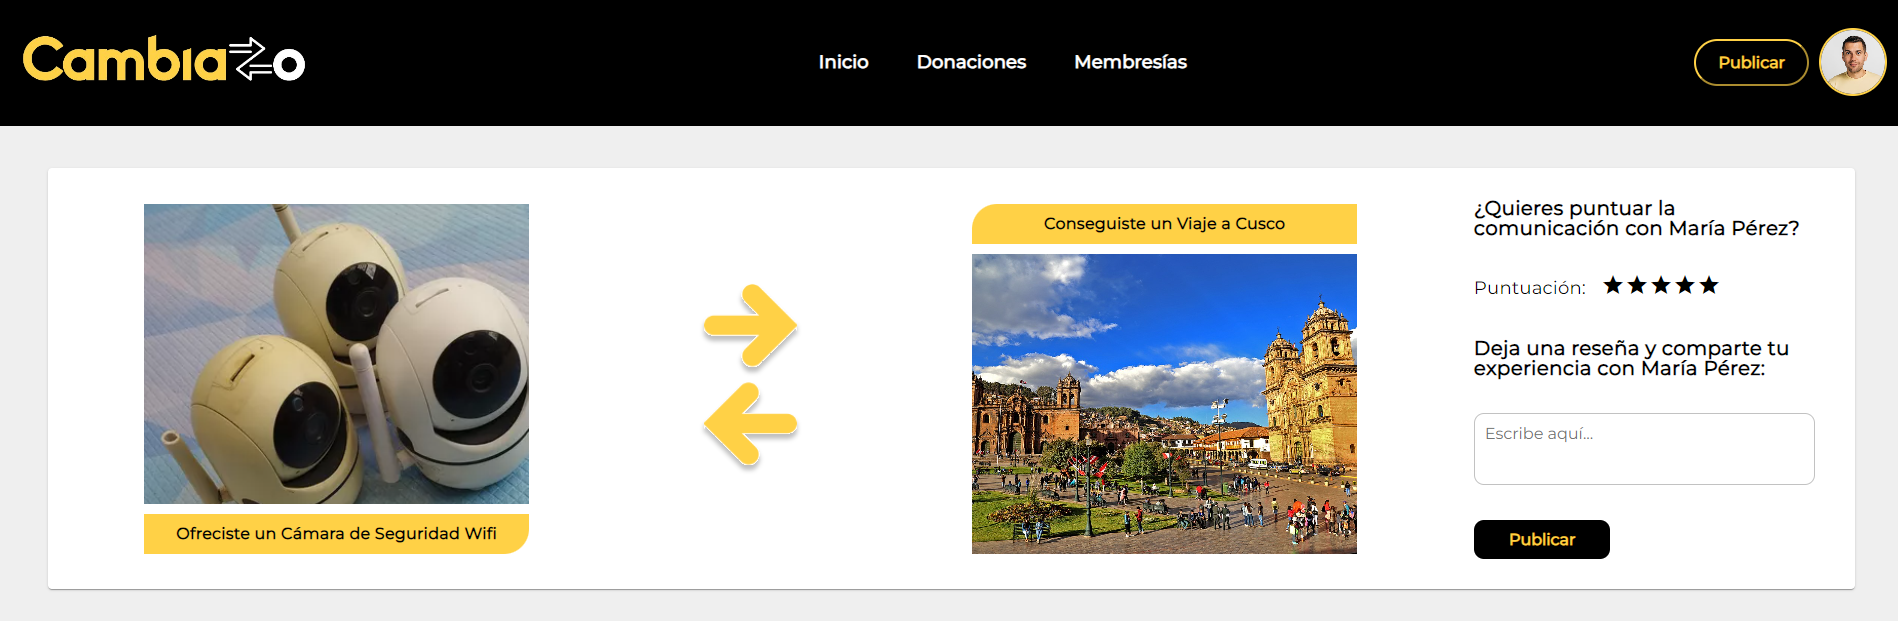 Cambiazo
Inicio
Donaciones
Membresías
Publicar
Ofreciste un Cámara de Seguridad Wifi
Conseguiste un Viaje a Cusco
¿Quieres puntuar la
comunicación con María Pérez?
Puntuación:
Deja una reseña y comparte tu
experiencia con María Pérez:
Escribe aquí...
Publicar